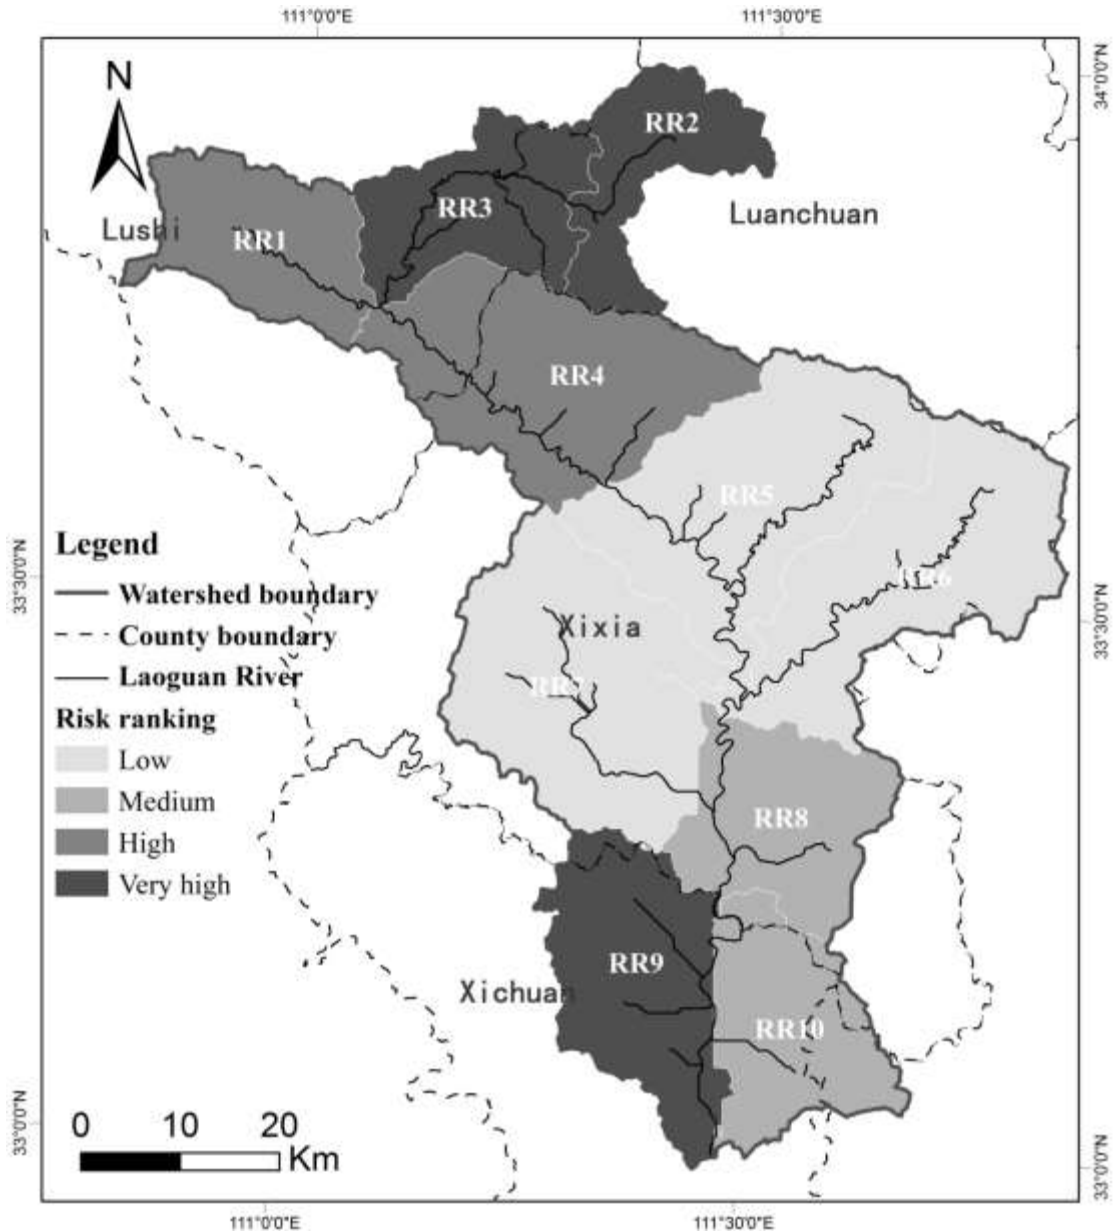 111°0'0"E
111°30'0"E
34°0'0"N
N
RR2
RR3
Luanchuan
Lushi
RR1
RR4
RR5
Legend
33°30'0"N
RR6
Watershed boundary
33°30'0"N
County boundary
Xixia
Laoguan River
RR7
Risk ranking
Low
Medium
RR8
High
Very high
RR9
Xichuan
RR10
33°0'0"N
0 10 20
Km
33°0'0"N
111°0'0"E
111°30'0"E